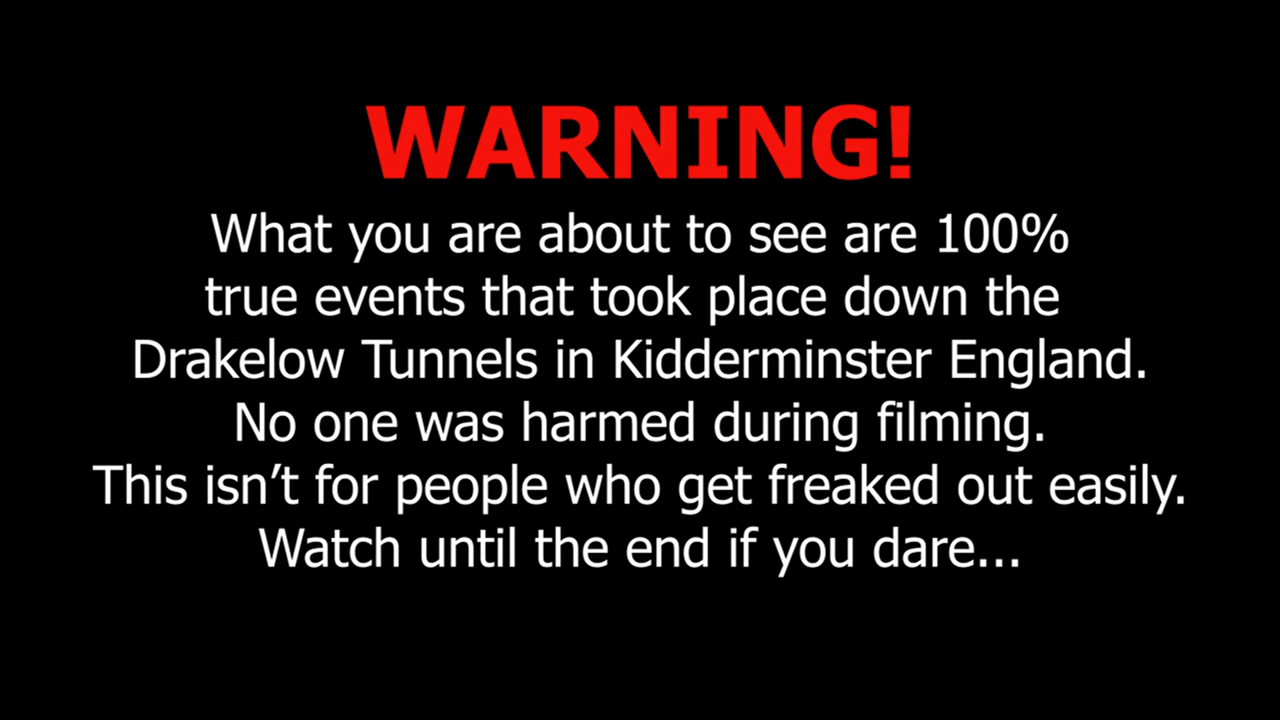 WARNING!
What you are about to see are 100%
true events that took place down the
Drakelow Tunnels in Kidderminster England.
No one was harmed during filming.
This isn’t for people who get freaked out easily.
Watch until the end if you dare...